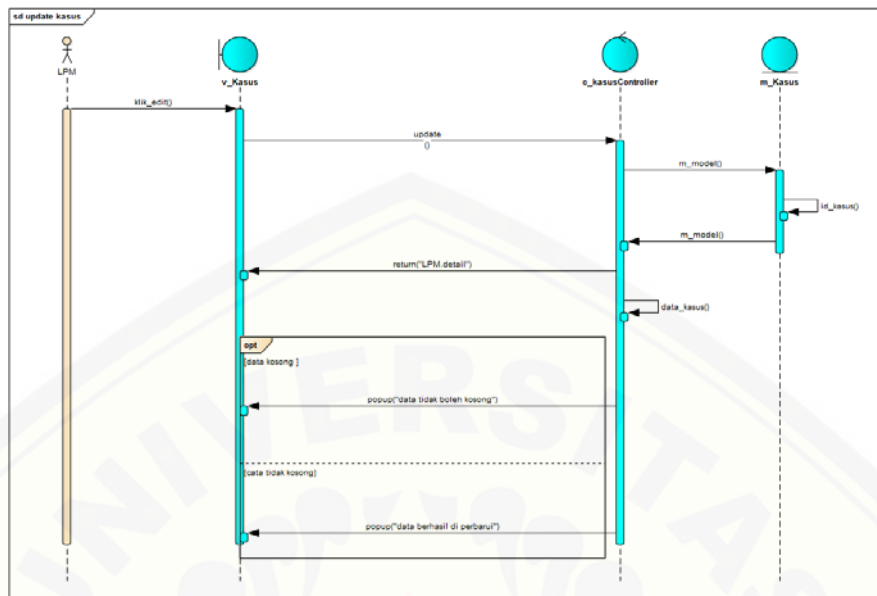 sd update kasus
LPM
v_Kasus
c_kasusController
m_Kasus
klik_edit()
update
()
m_model()
id_kasus()
m_model()
return("LPM.detail")
data_kasus()
opt
[data kosong ]
popup("data tidak boleh kosong")
[data tidak kosong]
popup("data berhasil di perbarui")
UNIVERSITAS